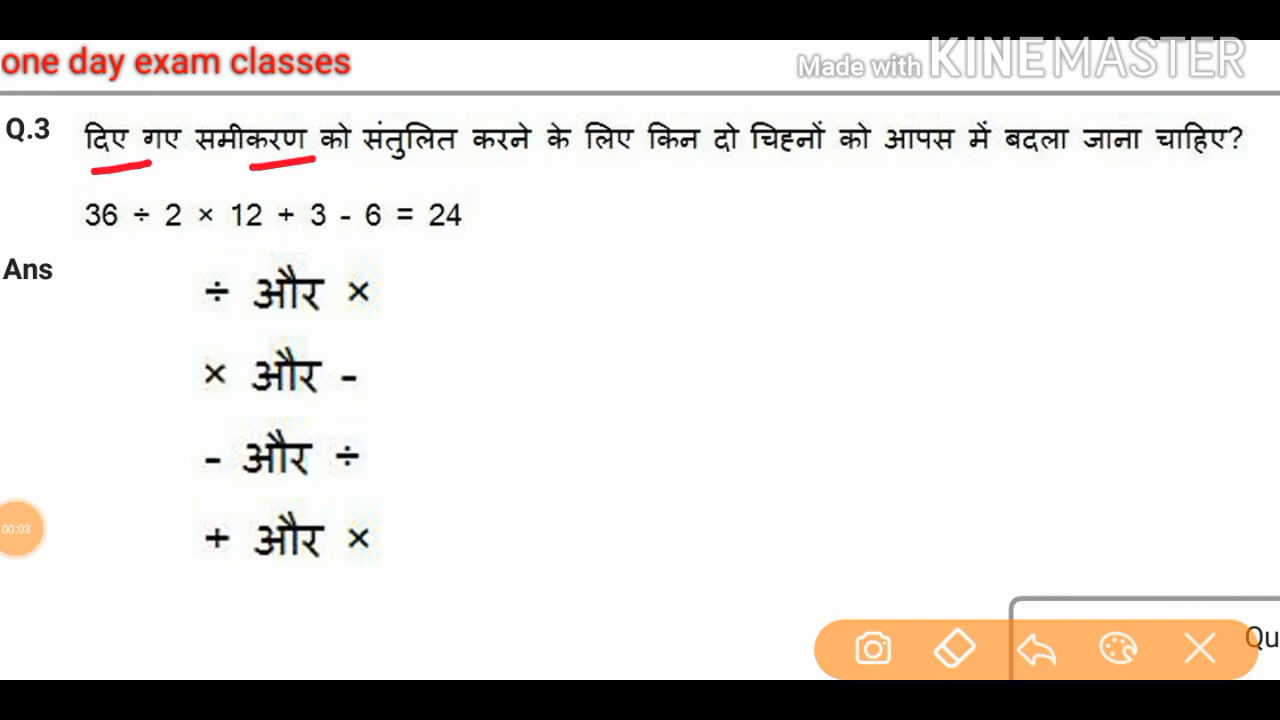 one day exam classes
Made with KINEMASTER
Q.3 दिए गए समीकरण को संतुलित करने के लिए किन दो चिह्नों को आपस में बदला जाना चाहिए?
36 ÷ 2 × 12 + 3 - 6 = 24
Ans
÷ और ×
× और -
- और ÷
+ और ×
00:03
Qu